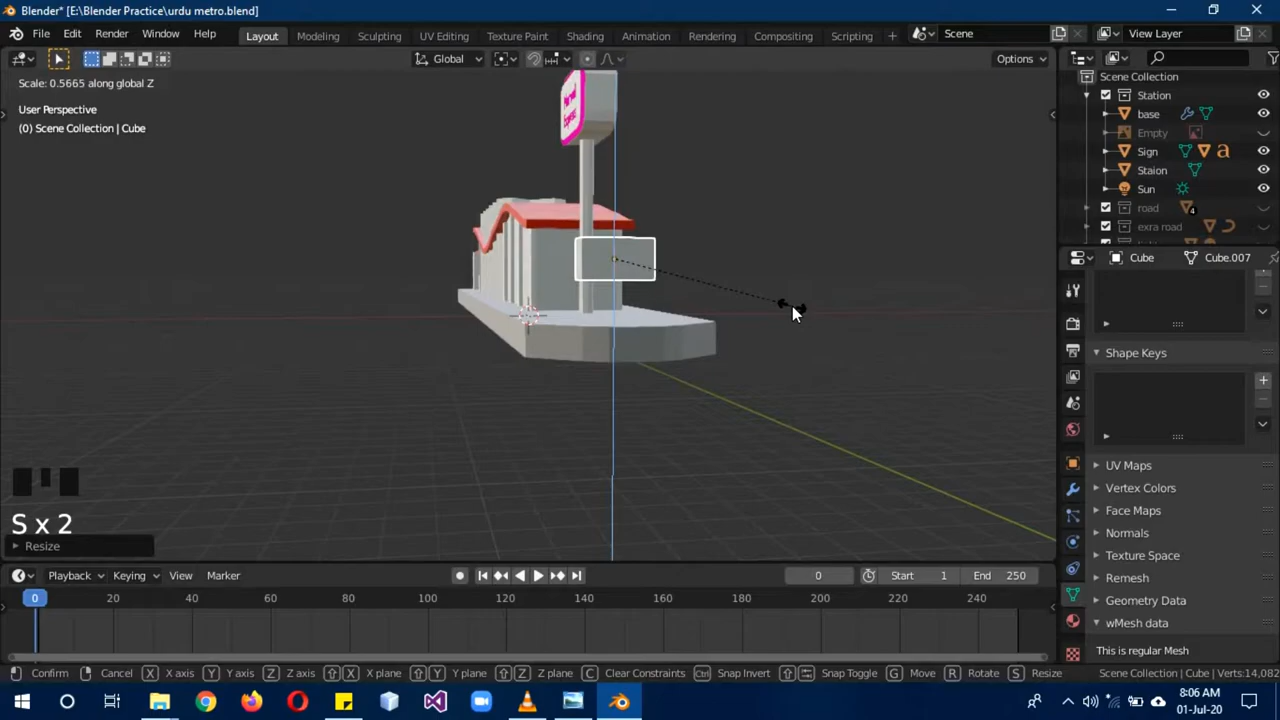 Blender* [E:\Blender Practice\urdu metro.blend]
File Edit Render Window Help Layout Modeling Sculpting UV Editing Texture Paint Shading Animation Rendering Compositing Scripting + Scene View Layer
Global Options
Scale: 0.5665 along global Z
User Perspective
(0) Scene Collection | Cube
Scene Collection
Station
base
Empty
Sign a
Staion
Sun
road 4
exra road
Cube Cube.007
Shape Keys
UV Maps
Vertex Colors
Face Maps
Normals
Texture Space
Remesh
Geometry Data
wMesh data
This is regular Mesh
S x 2
Resize
Playback Keying View Marker 0 Start 1 End 250
0 20 40 60 80 100 120 140 160 180 200 220 240
Confirm Cancel X X axis Y Y axis Z Z axis X X plane Y Y plane Z Z plane C Clear Constraints Ctrl Snap Invert Snap Toggle G Move R Rotate S Resize Scene Collection | Cube | Verts:14,082
8:06 AM
01-Jul-20